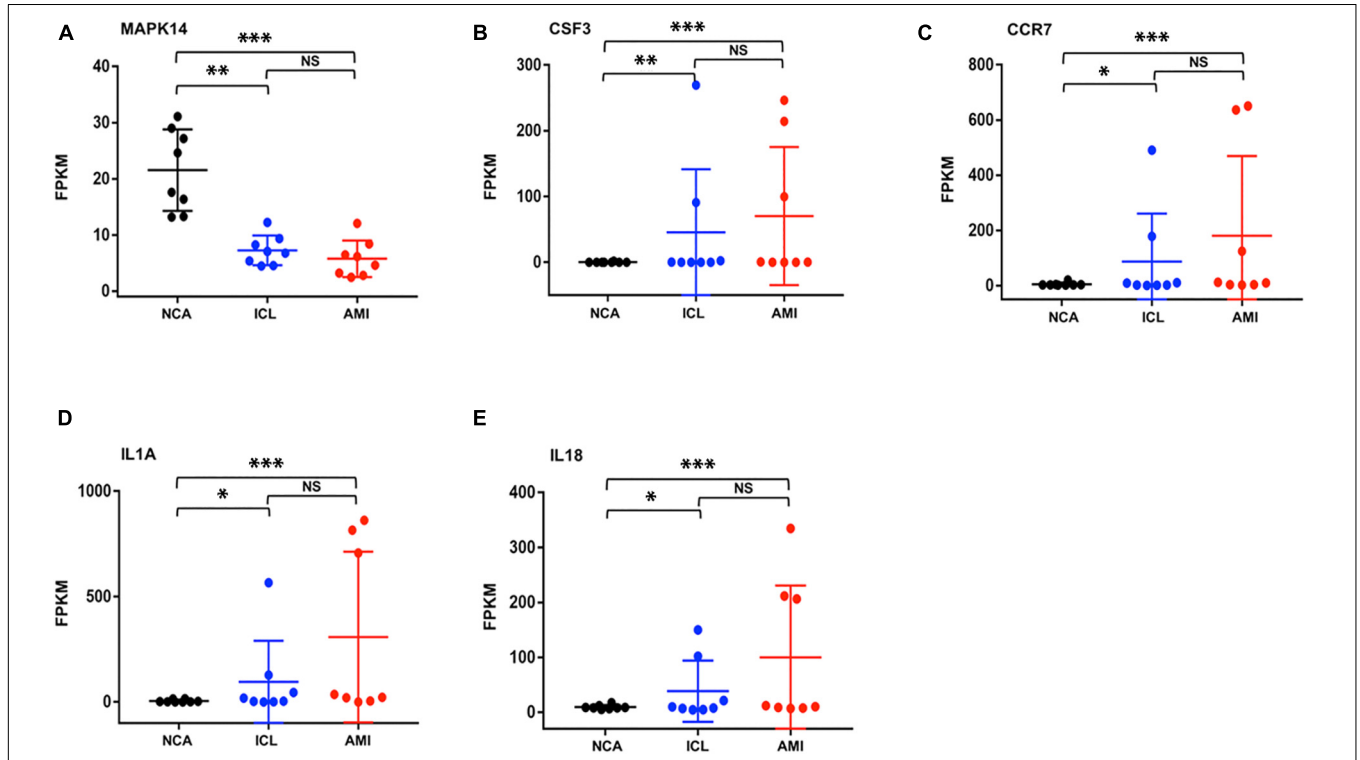 A MAPK14
***
** NS
40
30
20
10
0
FPKM
NCA ICL AMI
B CSF3
***
** NS
300
200
100
0
FPKM
NCA ICL AMI
C CCR7
***
* NS
800
600
400
200
0
FPKM
NCA ICL AMI
D IL1A
***
* NS
1000
500
0
FPKM
NCA ICL AMI
E IL18
***
* NS
400
300
200
100
0
FPKM
NCA ICL AMI